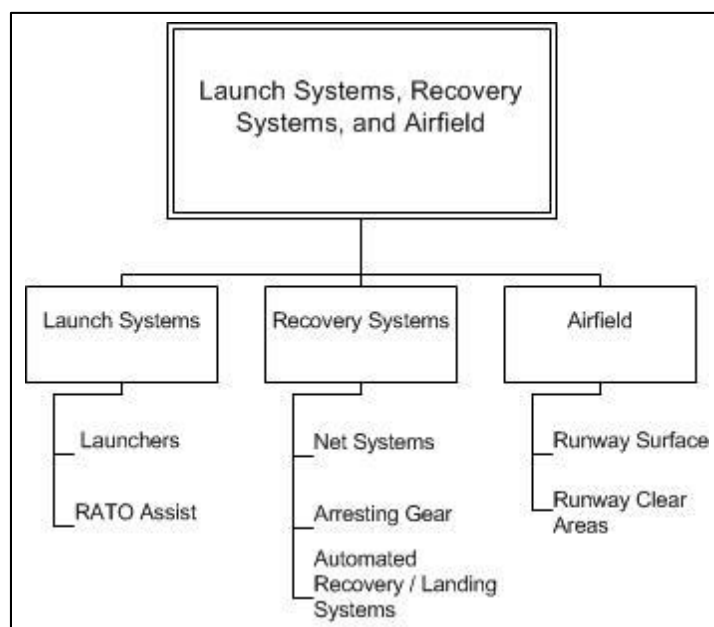 Launch Systems, Recovery
Systems, and Airfield
Launch Systems
Recovery Systems
Airfield
Launchers
RATO Assist
Net Systems
Arresting Gear
Automated
Recovery / Landing
Systems
Runway Surface
Runway Clear
Areas